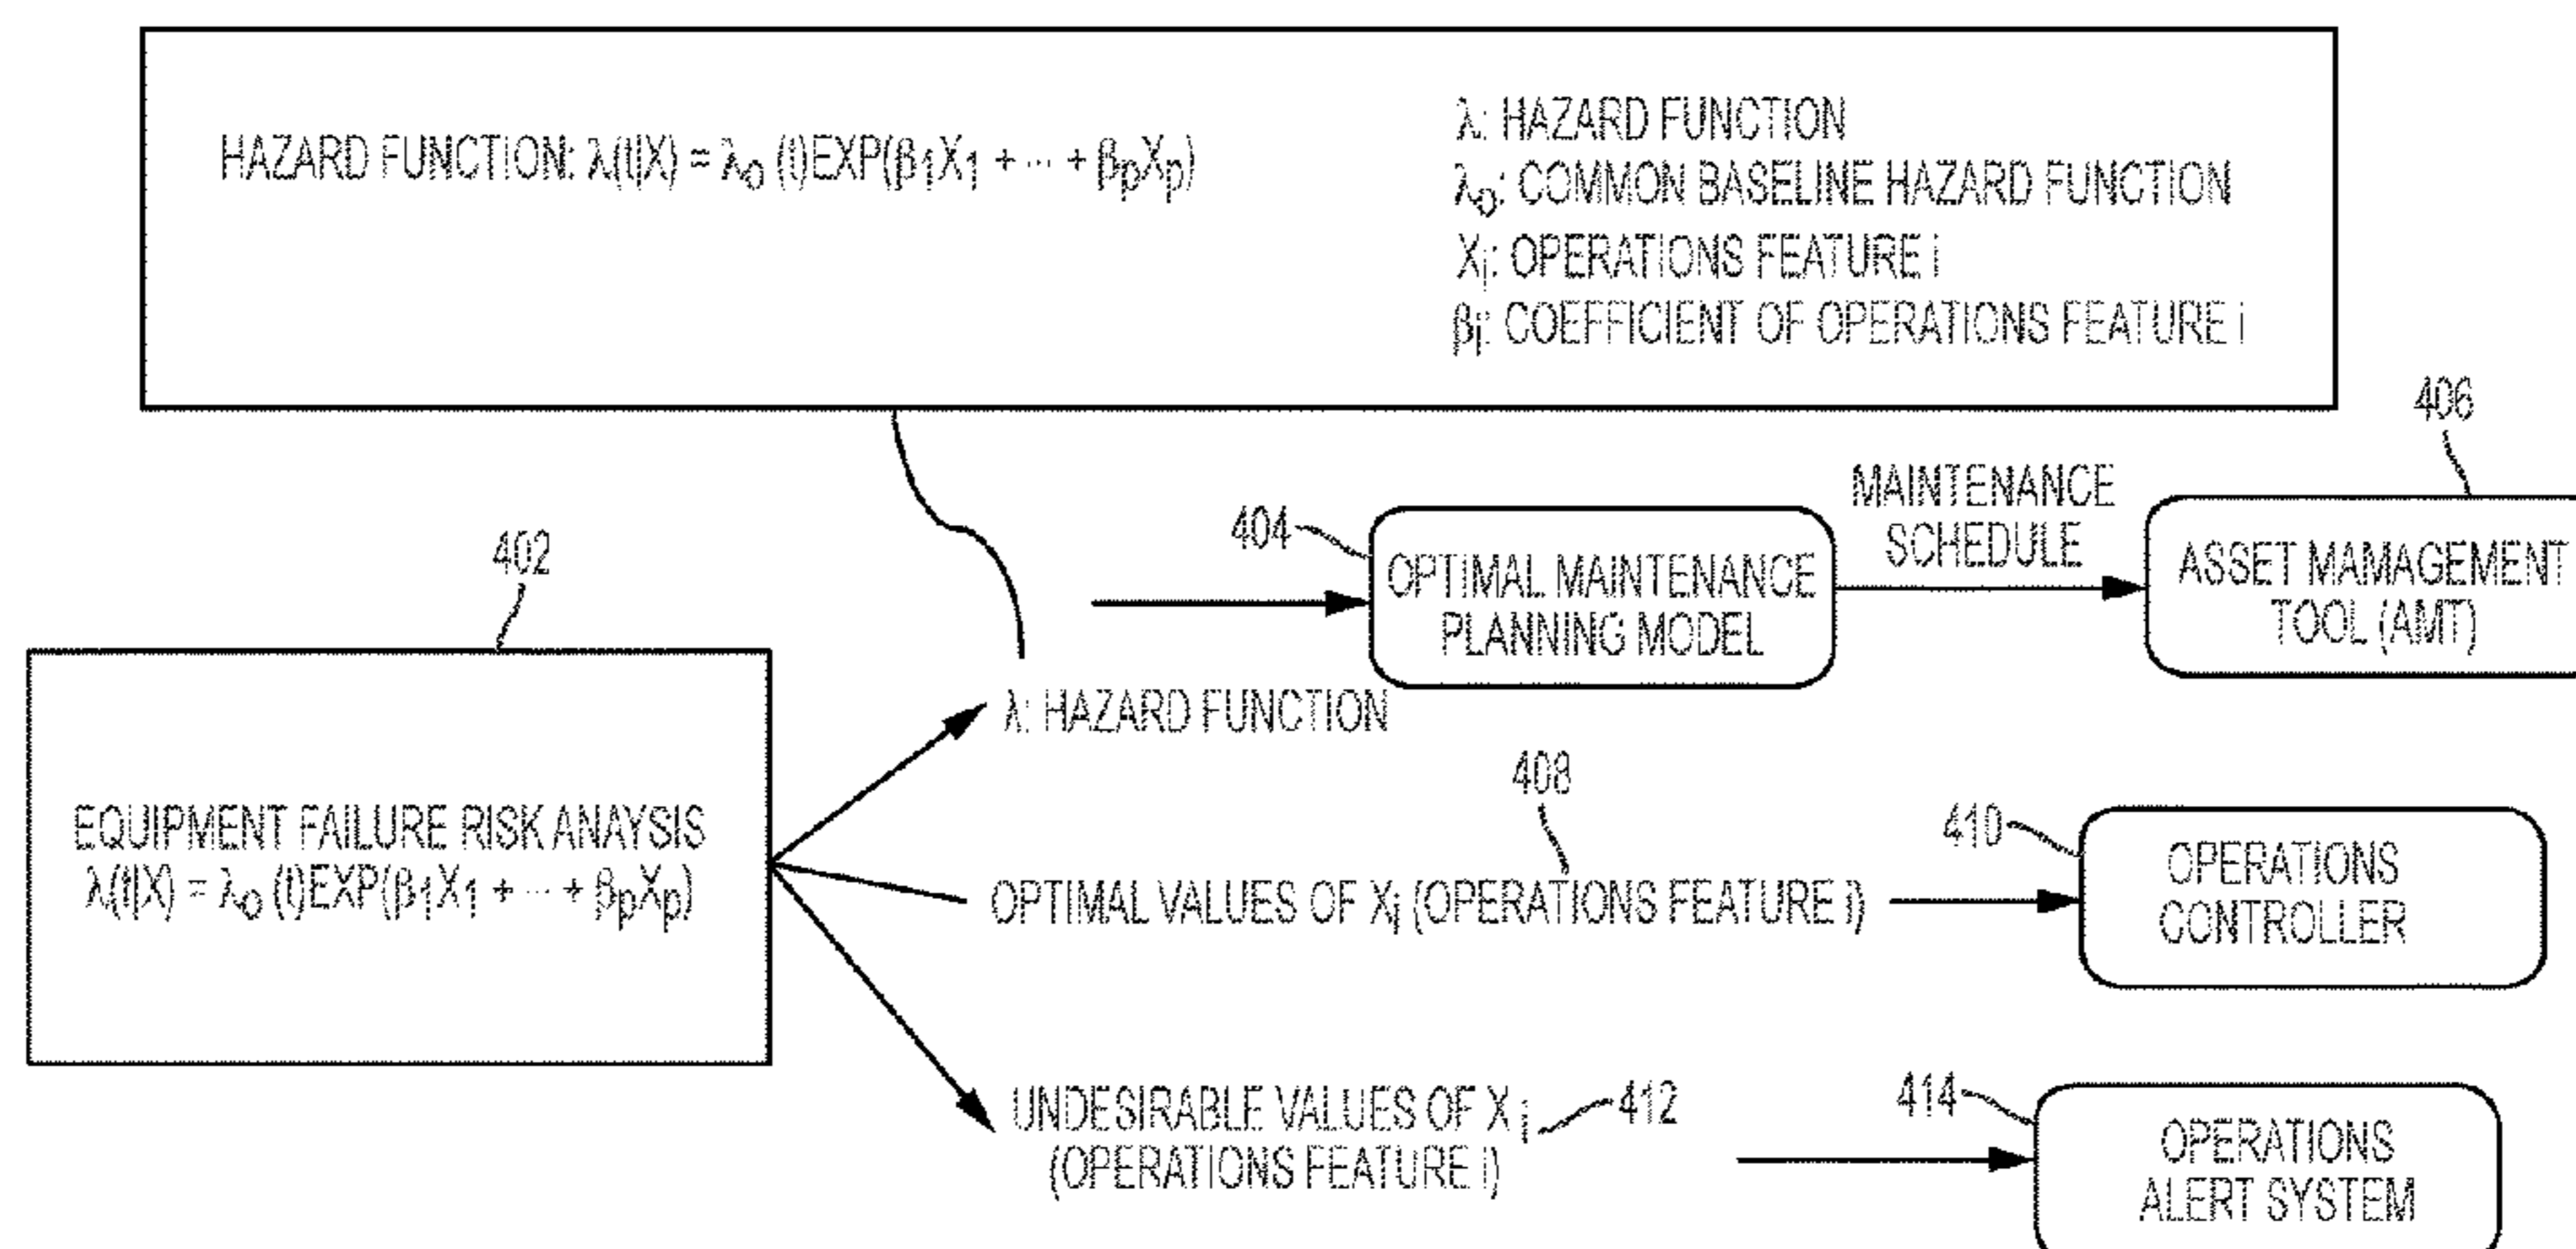 HAZARD FUNCTION: λ(t|X) = λ₀ (t)EXP(β₁X₁ + ··· + βₚXₚ)
λ: HAZARD FUNCTION
λ₀: COMMON BASELINE HAZARD FUNCTION
Xᵢ: OPERATIONS FEATURE i
βᵢ: COEFFICIENT OF OPERATIONS FEATURE i
406
MAINTENANCE
SCHEDULE
404
OPTIMAL MAINTENANCE
PLANNING MODEL
ASSET MAMAGEMENT
TOOL (AMT)
402
λ: HAZARD FUNCTION
EQUIPMENT FAILURE RISK ANAYSIS
λ(t|X) = λ₀ (t)EXP(β₁X₁ + ··· + βₚXₚ)
408
OPTIMAL VALUES OF Xᵢ (OPERATIONS FEATURE i)
410
OPERATIONS
CONTROLLER
UNDESIRABLE VALUES OF X ᵢ
(OPERATIONS FEATURE i)
412
414
OPERATIONS
ALERT SYSTEM